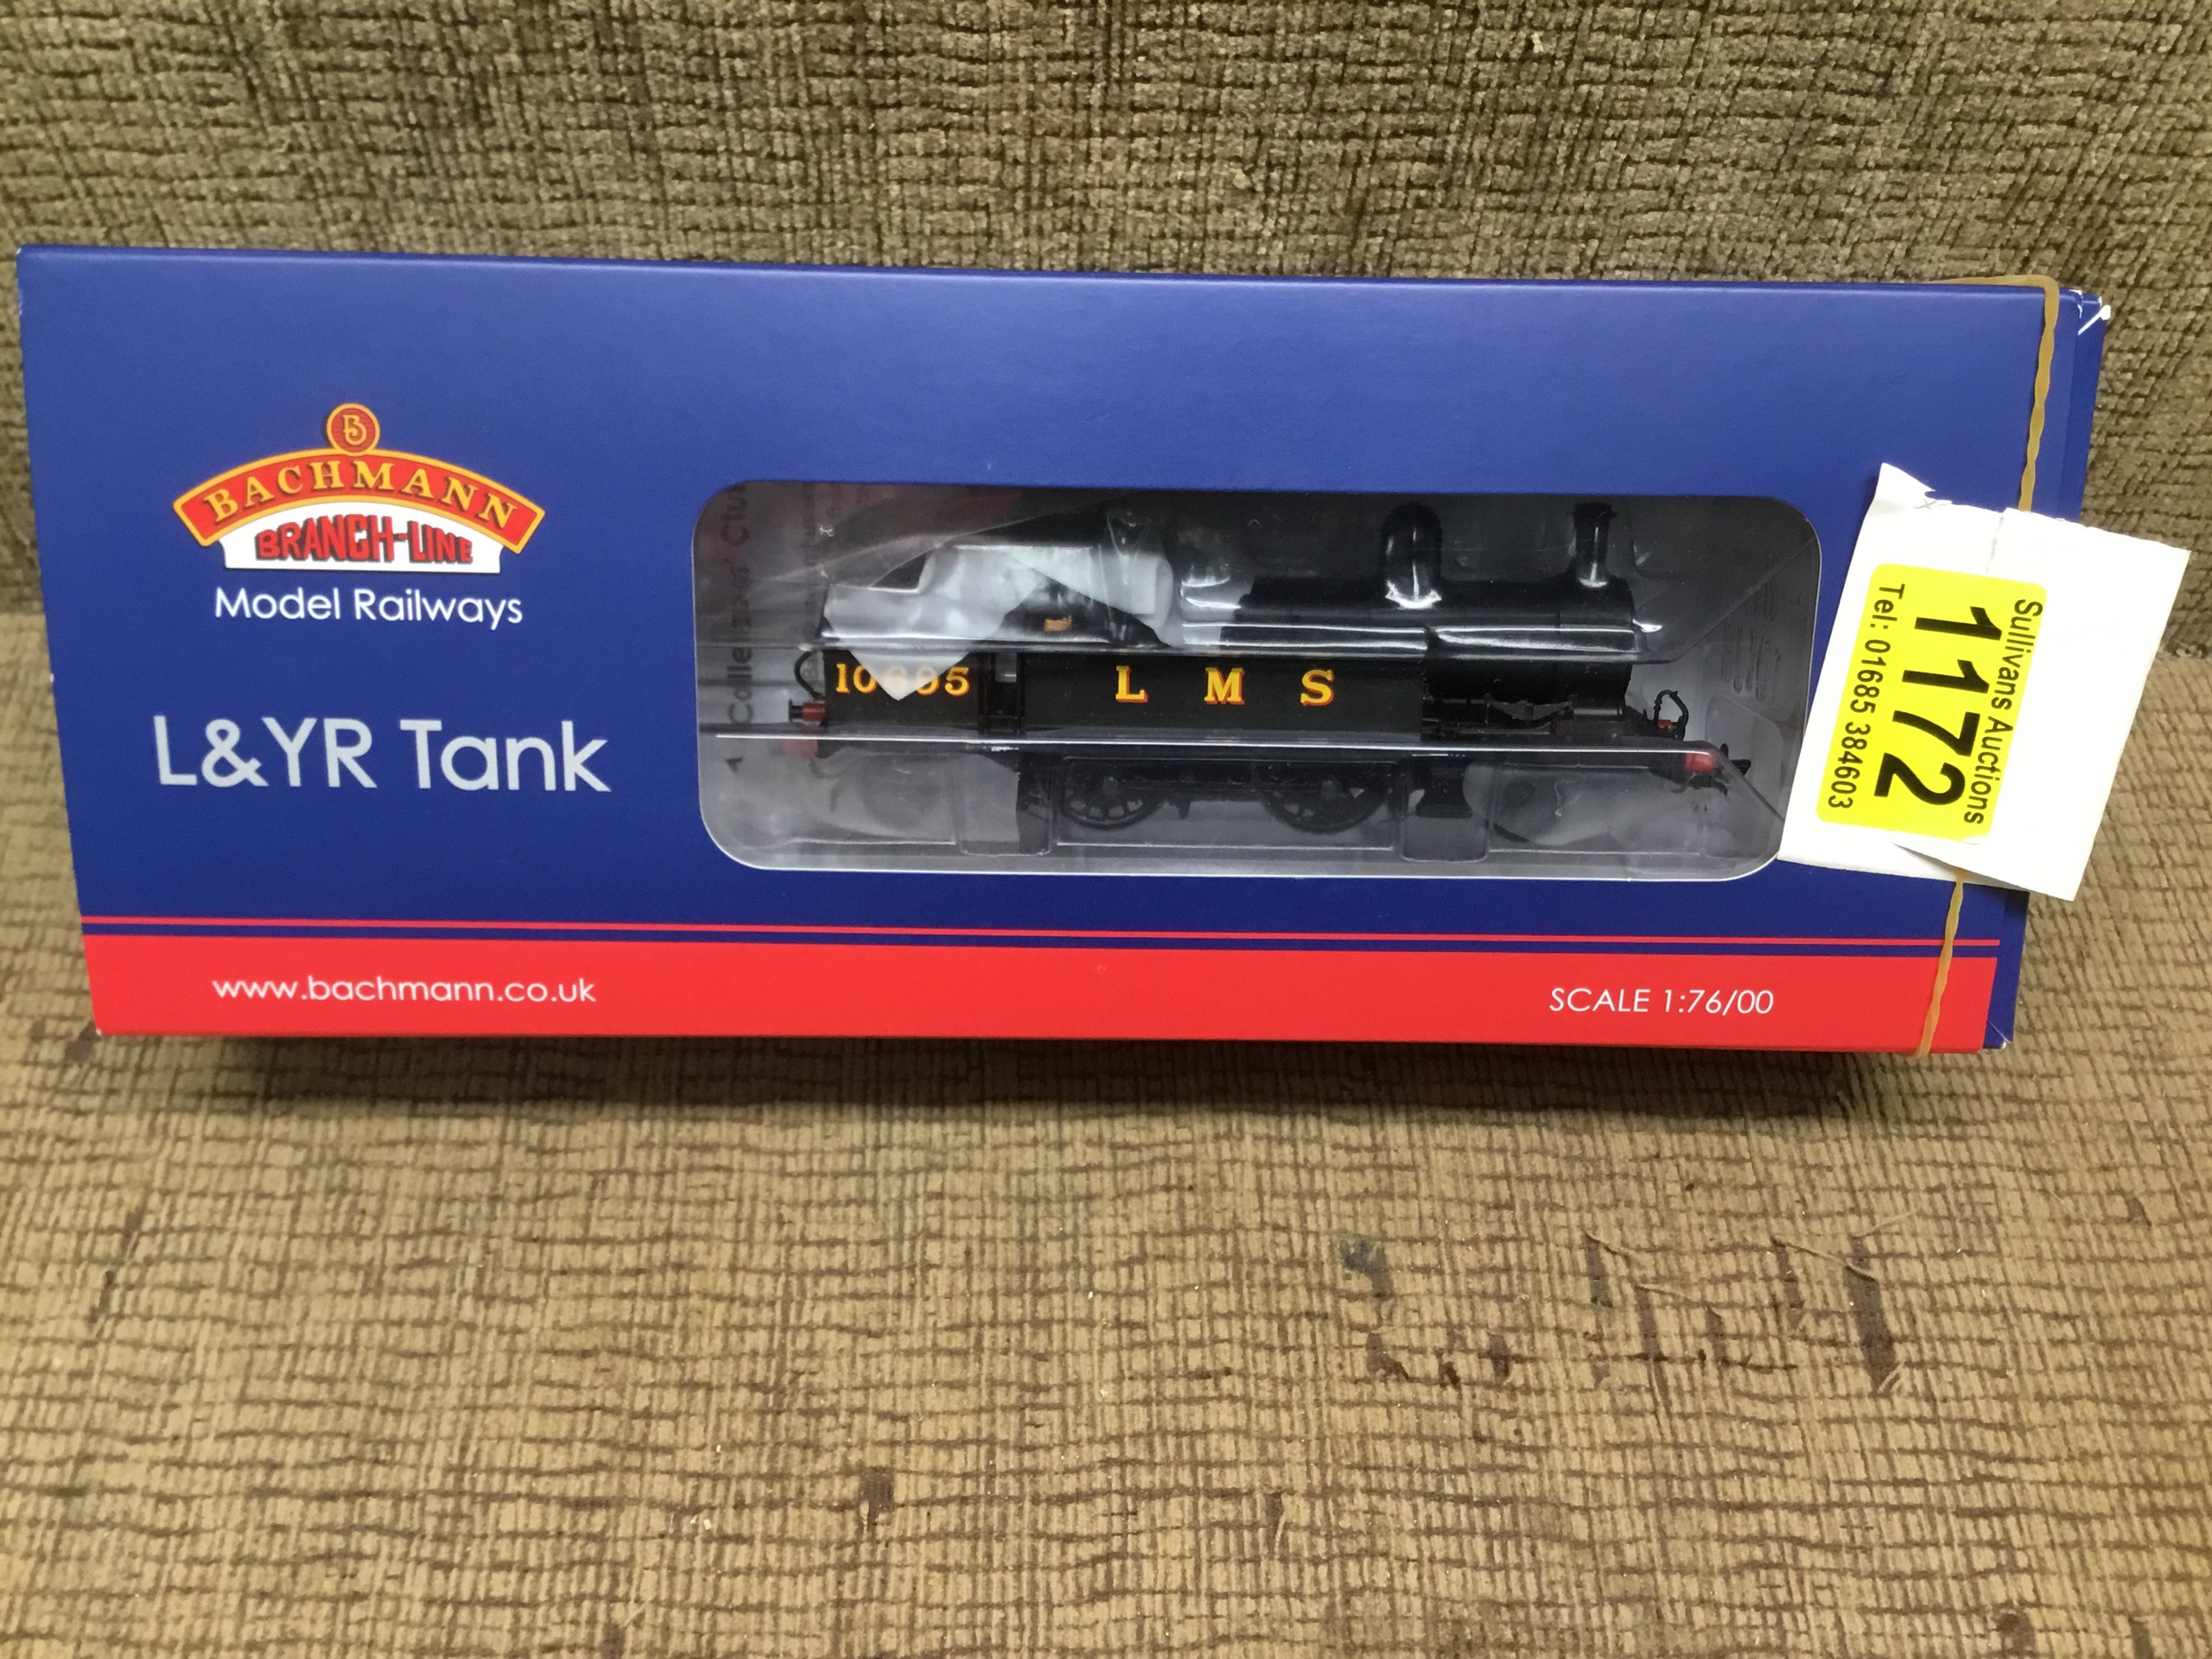 B
BACHMANN
BRANCH-LINE
Model Railways
L&YR Tank
L M S
Sullivans Auctions
1172
Tel: 01685 384603
www.bachmann.co.uk
SCALE 1:76/00